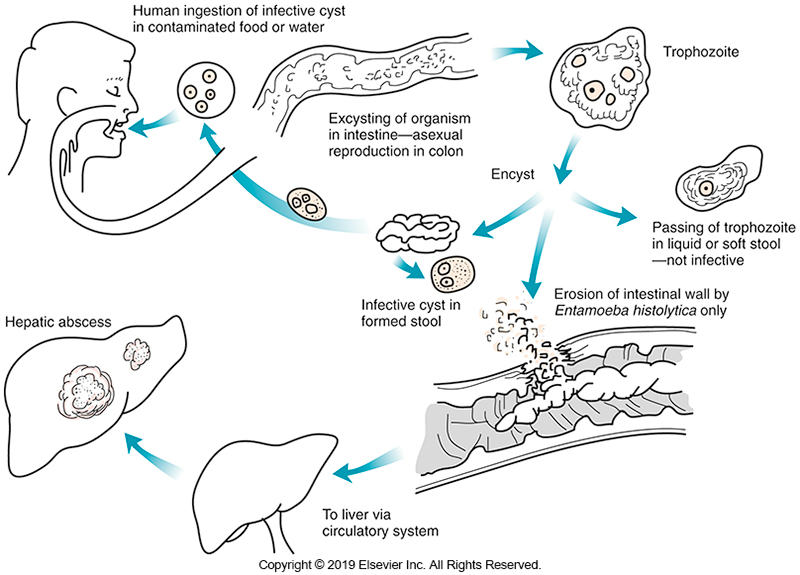 Human ingestion of infective cyst
in contaminated food or water
Trophozoite
Excysting of organism
in intestine—asexual
reproduction in colon
Encyst
Passing of trophozoite
in liquid or soft stool
—not infective
Infective cyst in
formed stool
Erosion of intestinal wall by
Entamoeba histolytica only
Hepatic abscess
To liver via
circulatory system
Copyright © 2019 Elsevier Inc. All Rights Reserved.